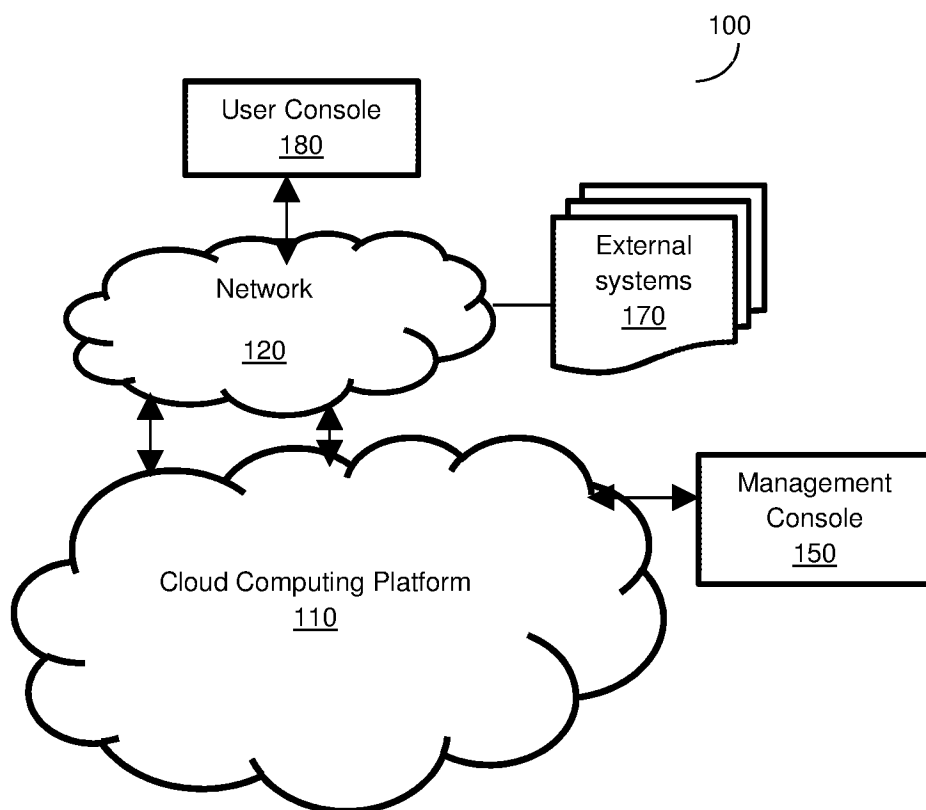 100
User Console
180
External
systems
170
Network
120
Management
Console
150
Cloud Computing Platform
110